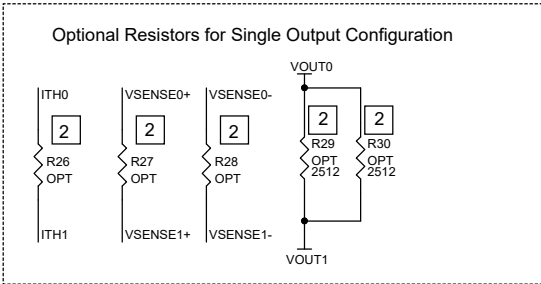 Optional Resistors for Single Output Configuration
VOUT0
ITH0
VSENSE0+
VSENSE0-
2
2
2
2
2
R26
OPT
R27
OPT
R28
OPT
R29
OPT
2512
R30
OPT
2512
ITH1
VSENSE1+
VSENSE1-
VOUT1